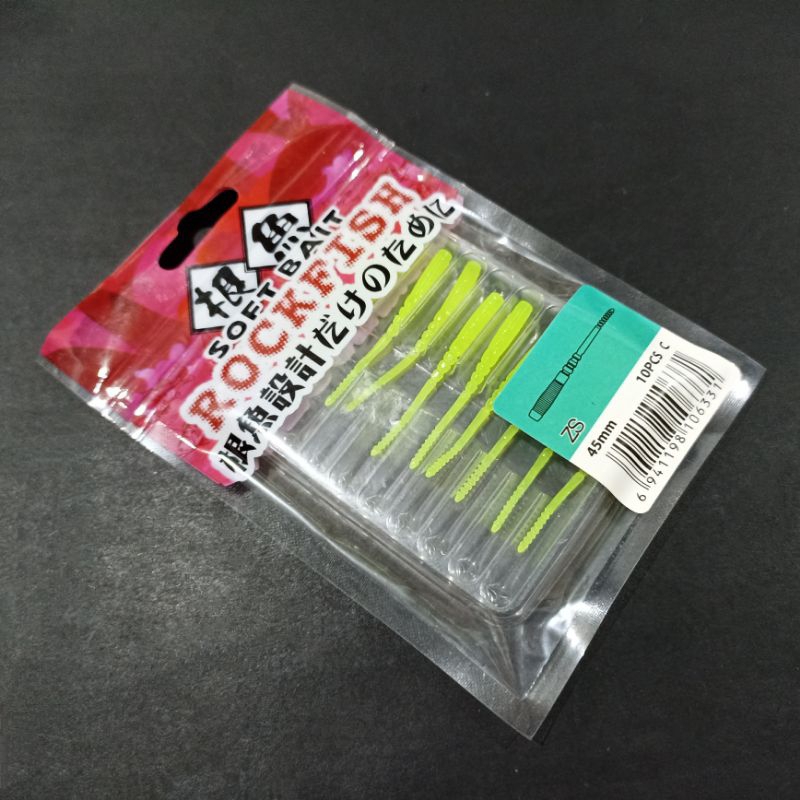 根魚
SOFT BAIT
ROCKFISH
根魚設計だけのために
ZS
45mm
10PCS C
6 941198 106331